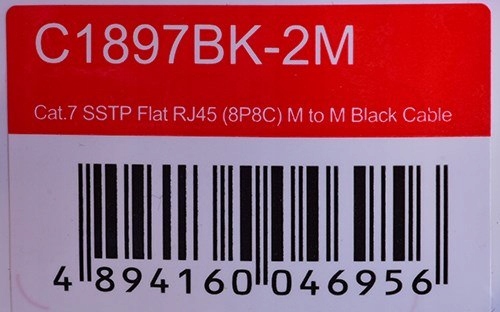 C1897BK-2M
Cat.7 SSTP Flat RJ45 (8P8C) M to M Black Cable
4 894160 046956